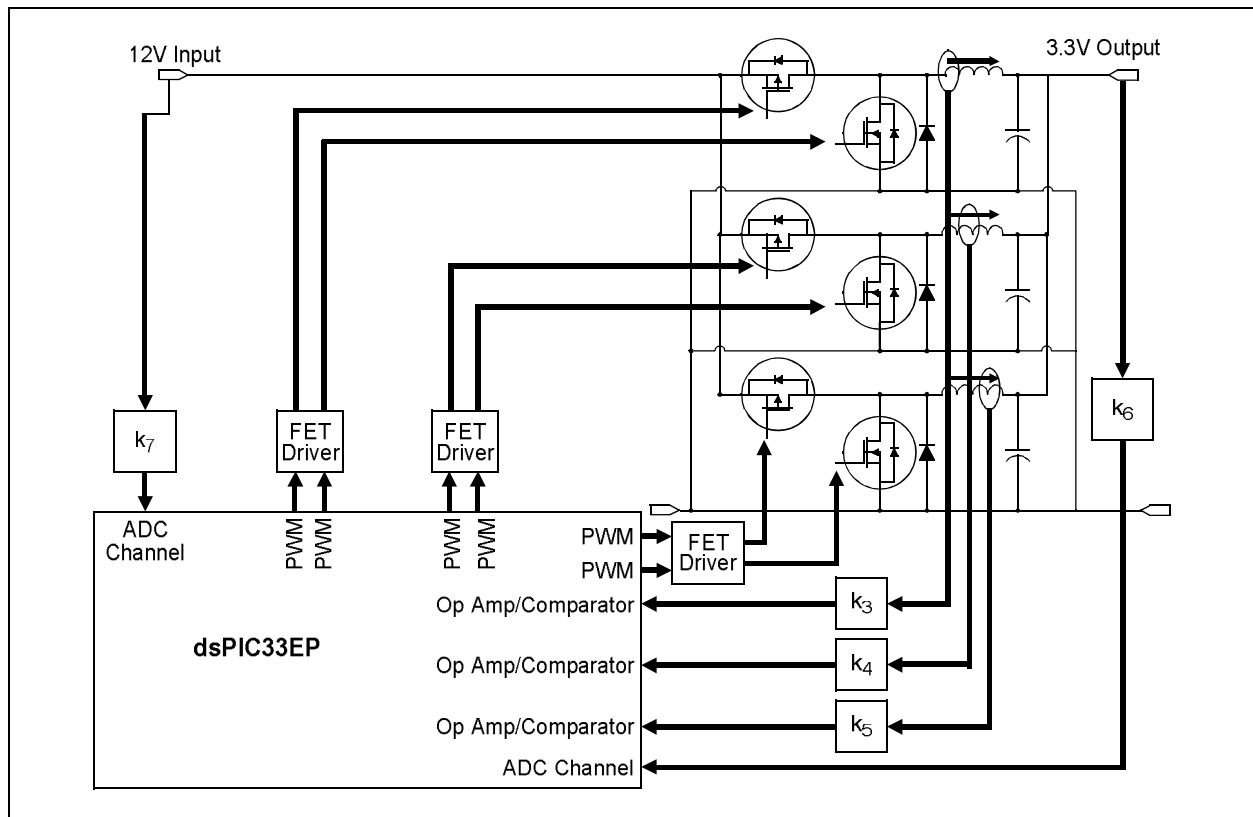 12V Input
3.3V Output
k7
FET
Driver
FET
Driver
k6
ADC
Channel
PWM
PWM
PWM
PWM
PWM
PWM
FET
Driver
Op Amp/Comparator
k3
dsPIC33EP
Op Amp/Comparator
k4
Op Amp/Comparator
k5
ADC Channel